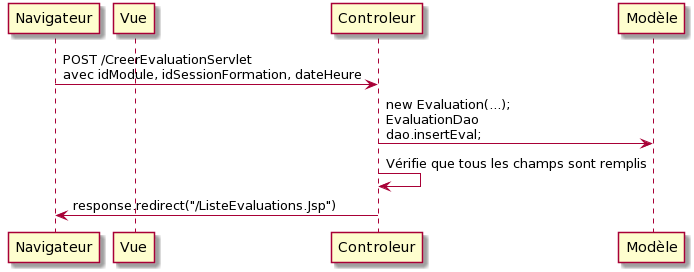 Navigateur
Vue
Controleur
Modèle
POST /CreerEvaluationServlet
avec idModule, idSessionFormation, dateHeure
new Evaluation(...);
EvaluationDao
dao.insertEval;
Vérifie que tous les champs sont remplis
response.redirect("/ListeEvaluations.Jsp")
Navigateur
Vue
Controleur
Modèle